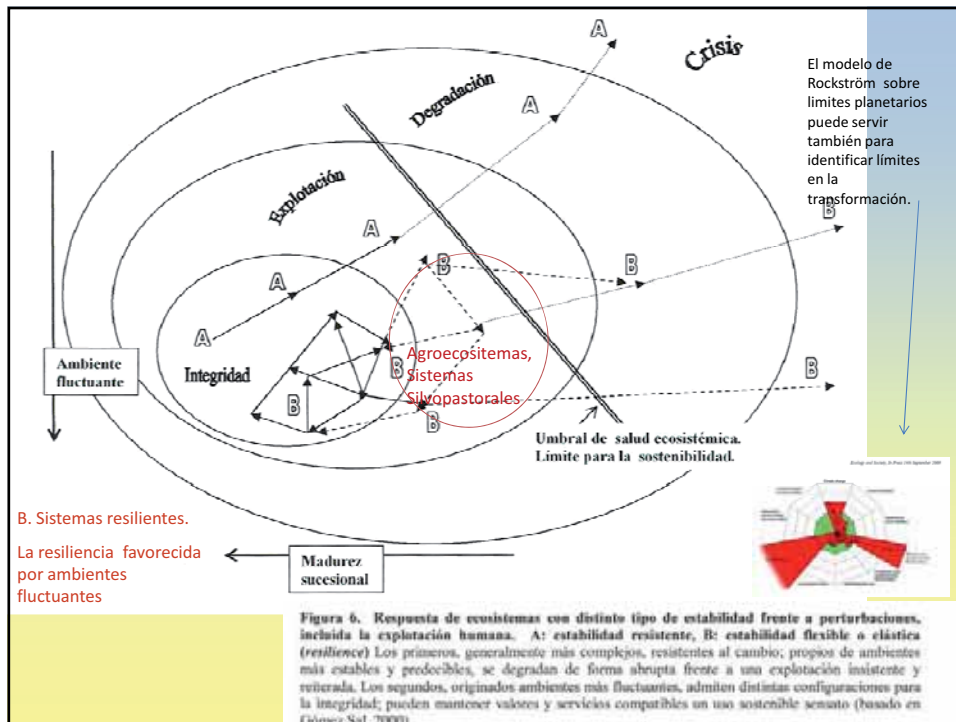 A
Crisis
Degradación
A
El modelo de
Rockström sobre
limites planetarios
puede servir
también para
identificar límites
en la
transformación.
Explotación
A
B
B
B
A
A
Integridad
B
Agroecositemas,
Sistemas
Silvopastorales
B
B
B
Ambiente
fluctuante
Umbral de salud ecosistémica.
Límite para la sostenibilidad.
B. Sistemas resilientes.
La resiliencia favorecida
por ambientes
fluctuantes
Madurez
sucesional
Figura 6. Respuesta de ecosistemas con distinto tipo de estabilidad frente a perturbaciones,
incluida la explotación humana. A: estabilidad resistente, B: estabilidad flexible o elástica
(resilience) Los primeros, generalmente más complejos, resistentes al cambio; propios de ambientes
más estables y predecibles, se degradan de forma abrupta frente a una explotación insistente y
reiterada. Los segundos, originados ambientes más fluctuantes, admiten distintas configuraciones para
la integridad; pueden mantener valores y servicios compatibles un uso sostenible sensato (basado en
Gómez Sal, 2000)